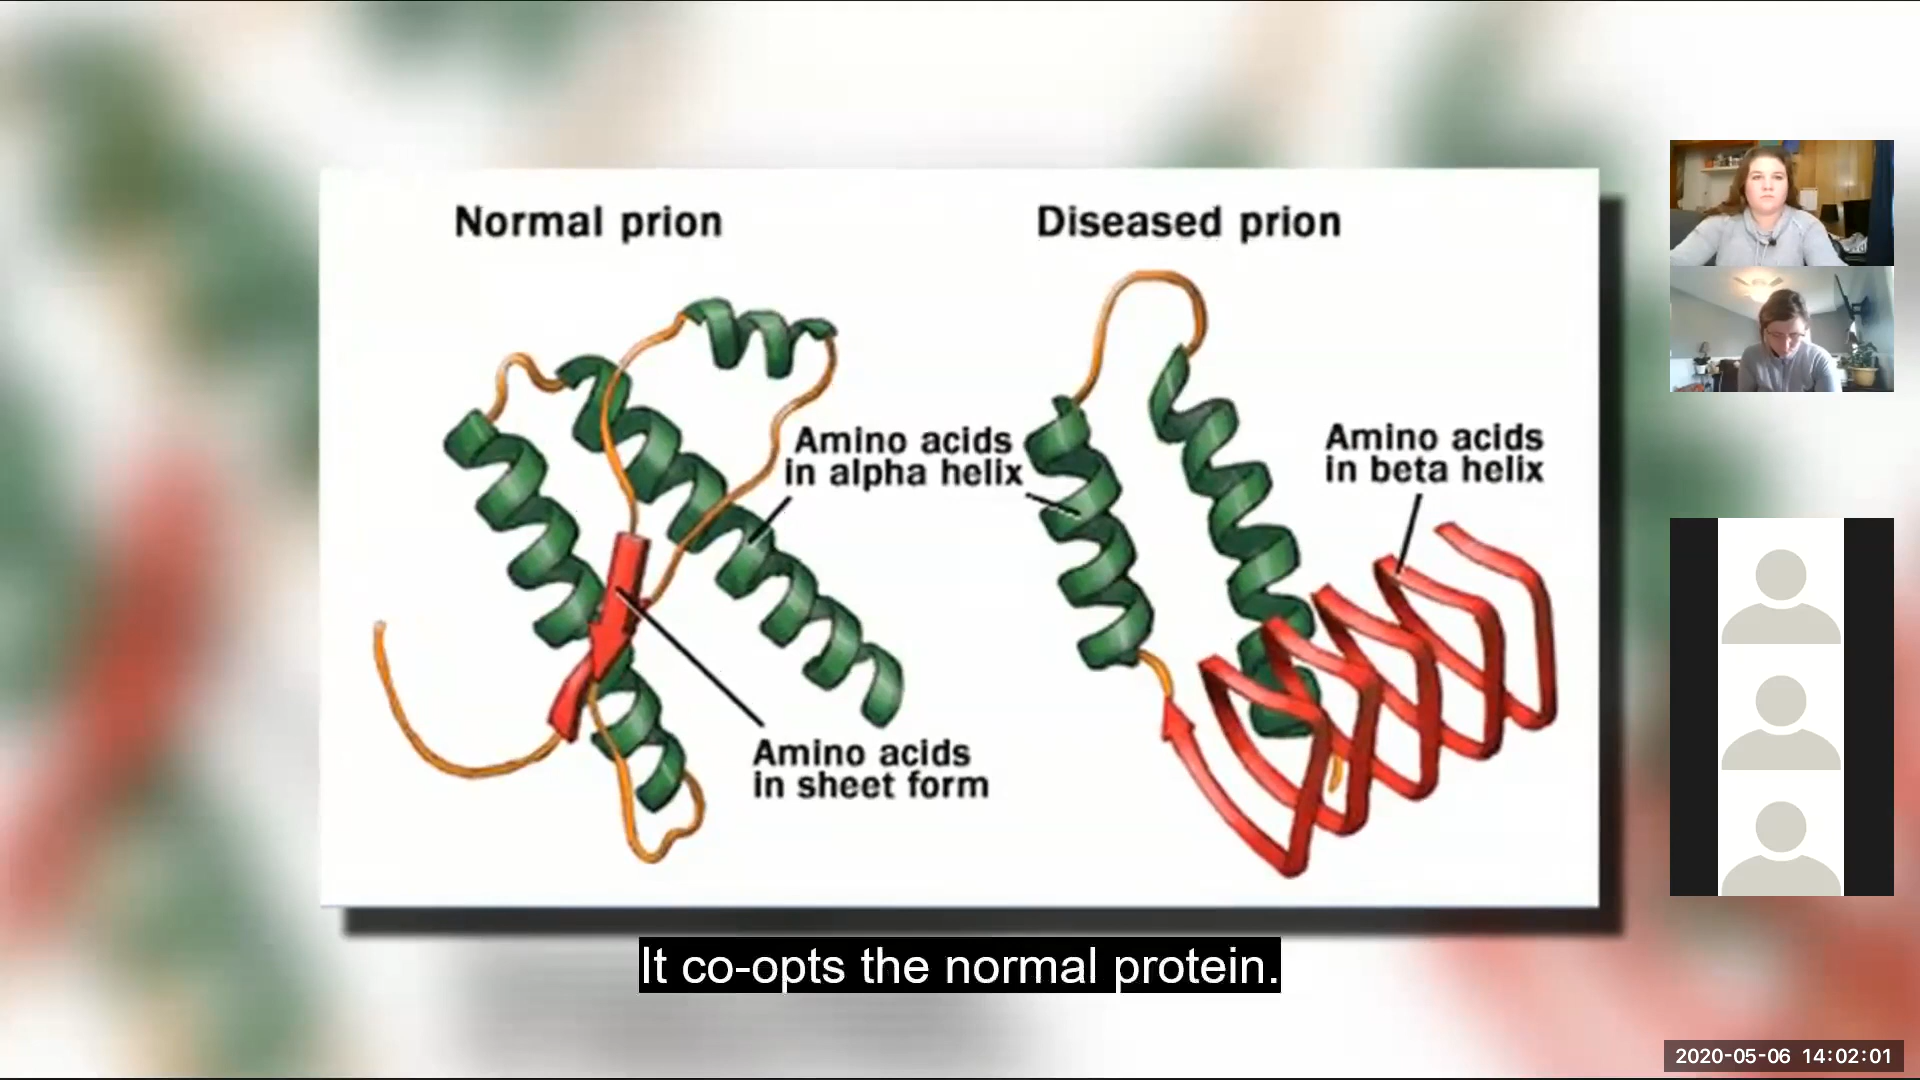 Normal prion
Diseased prion
Amino acids
in alpha helix
Amino acids
in beta helix
Amino acids
in sheet form
It co-opts the normal protein.
2020-05-06 14:02:01